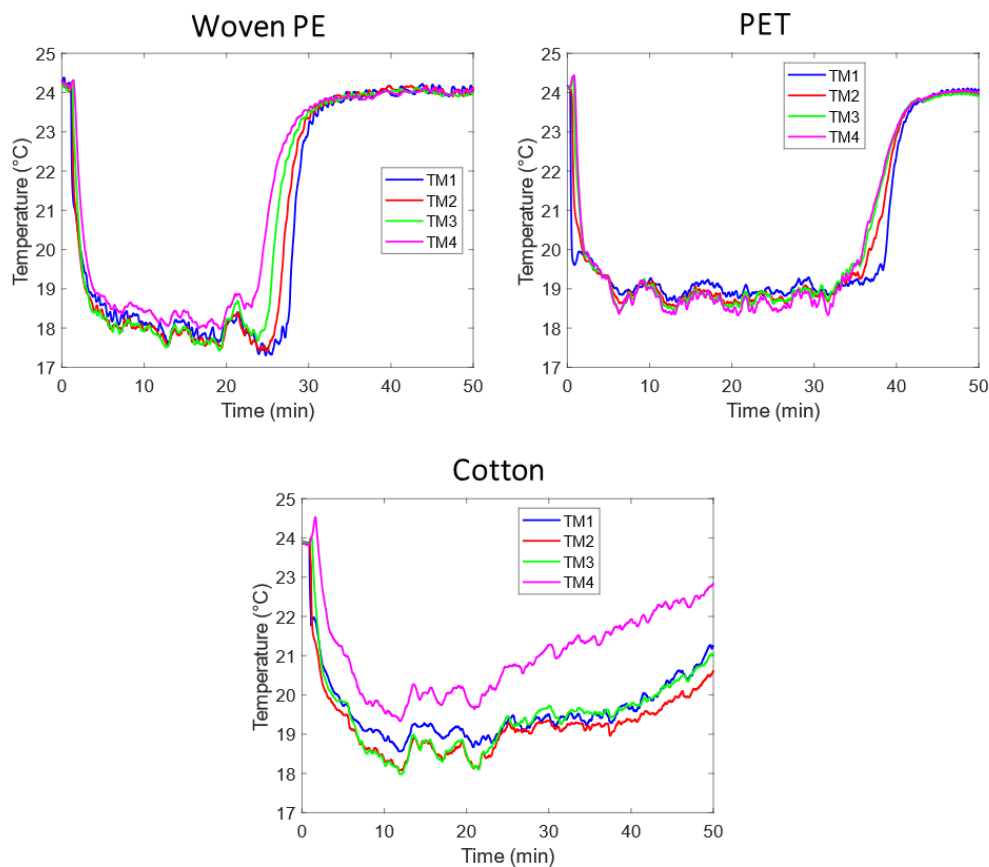 Woven PE
25
24
23
22
21
20
19
18
17
Temperature (°C)
TM1
TM2
TM3
TM4
0 10 20 30 40 50
Time (min)
PET
25
24
23
22
21
20
19
18
17
Temperature (°C)
TM1
TM2
TM3
TM4
0 10 20 30 40 50
Time (min)
Cotton
25
24
23
22
21
20
19
18
17
Temperature (°C)
TM1
TM2
TM3
TM4
0 10 20 30 40 50
Time (min)